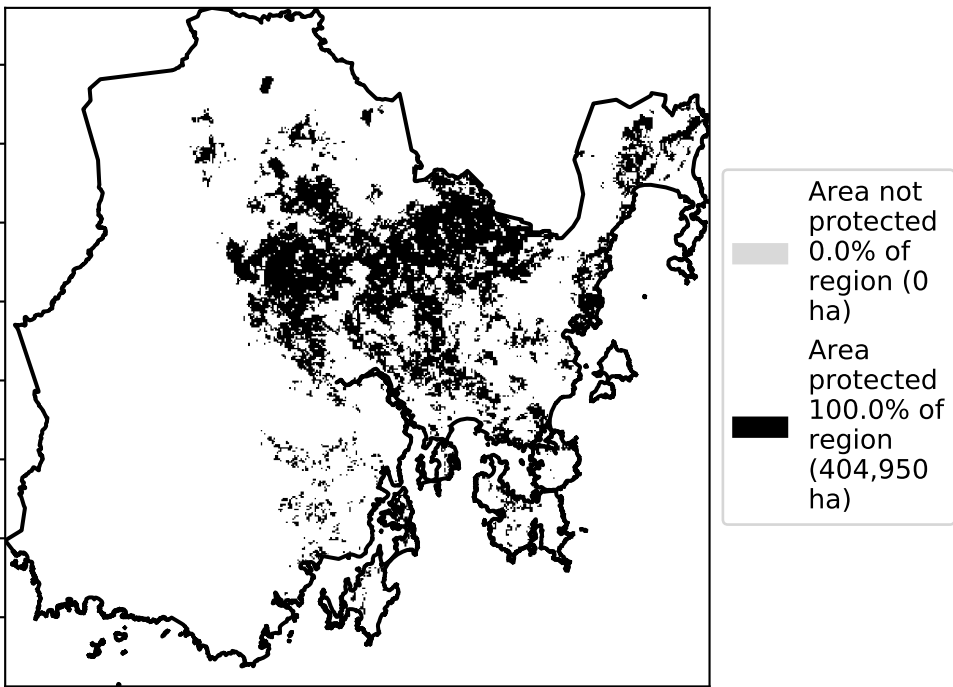 Area not
protected
0.0% of
region (0
ha)
Area
protected
100.0% of
region
(404,950
ha)